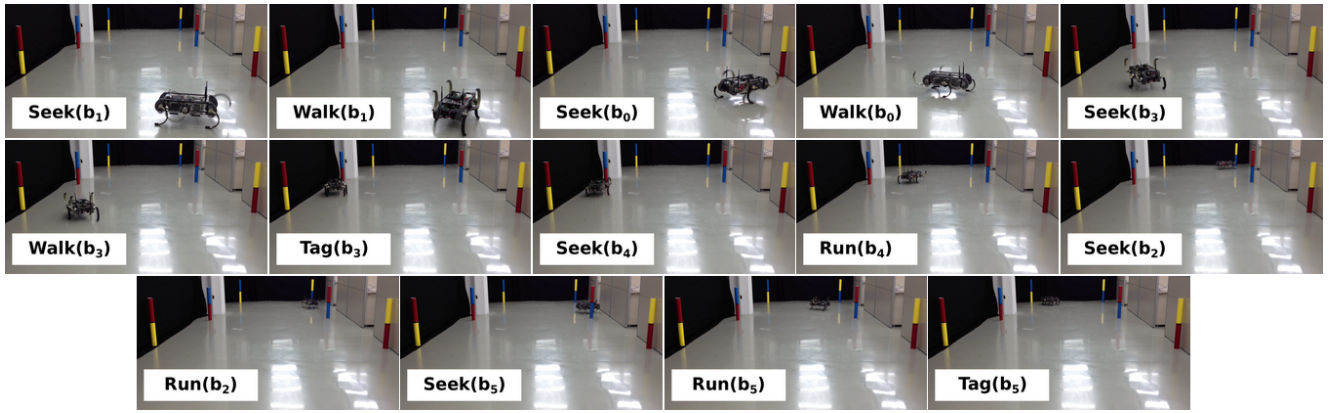 Seek(b₁)
Walk(b₁)
Seek(b₀)
Walk(b₀)
Seek(b₃)
Walk(b₃)
Tag(b₃)
Seek(b₄)
Run(b₄)
Seek(b₂)
Run(b₂)
Seek(b₅)
Run(b₅)
Tag(b₅)